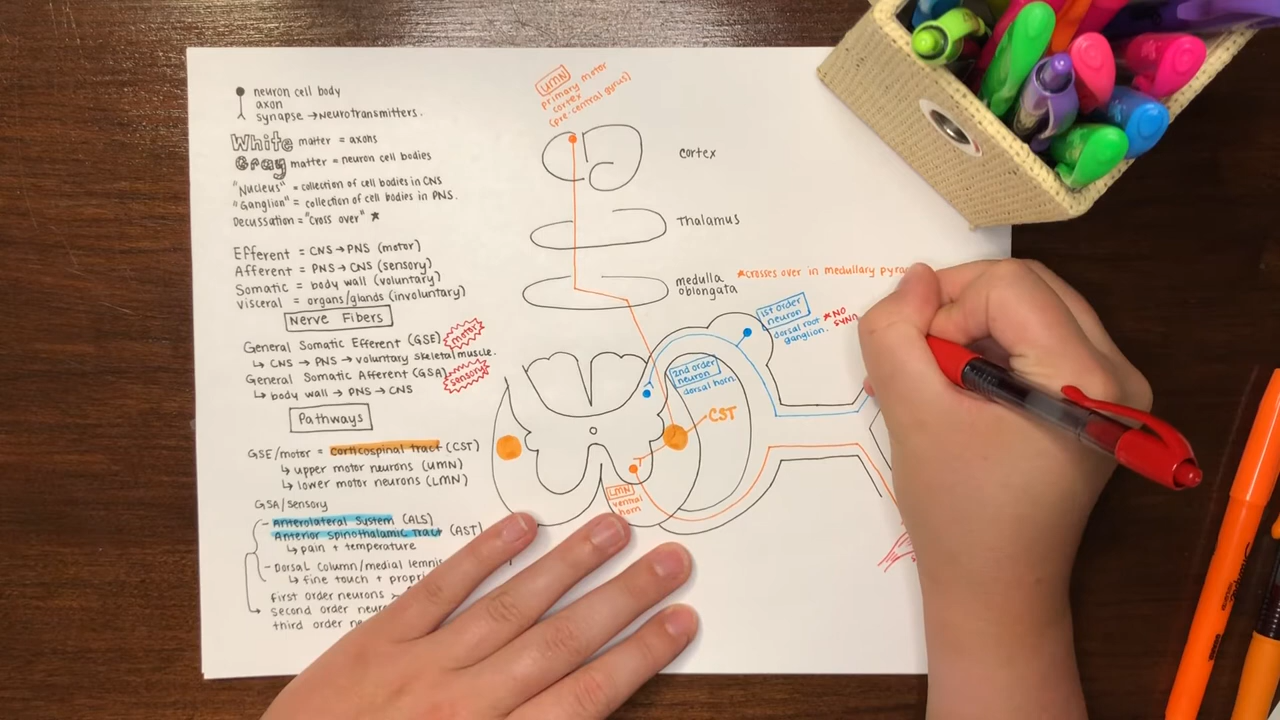 neuron cell body
axon
synapse → neurotransmitters.
White matter = axons
Gray matter = neuron cell bodies
"Nucleus" = collection of cell bodies in CNS
"Ganglion" = collection of cell bodies in PNS.
Decussation = "cross over" *
Efferent = CNS → PNS (motor)
Afferent = PNS → CNS (sensory)
Somatic = body wall (voluntary)
Visceral = organs/glands (involuntary)
Nerve Fibers
General Somatic Efferent (GSE) motor
↳ CNS → PNS → voluntary skeletal muscle.
General Somatic Afferent (GSA) sensory
↳ body wall → PNS → CNS
Pathways
GSE/motor = corticospinal tract (CST)
↳ upper motor neurons (UMN)
↳ lower motor neurons (LMN)
GSA/sensory
- Anterolateral System (ALS)
Anterior Spinothalamic Tract (AST)
↳ pain + temperature
- Dorsal column/medial lemnis
↳ fine touch + propri
first order neurons
second order neur
third order ne
UMN
primary motor
cortex
(pre-central gyrus)
cortex
Thalamus
medulla
oblongata
*crosses over in medullary pyra
1st order
neuron
dorsal root
ganglion.
*NO
SYNA
2nd order
neuron
dorsal horn
CST
LMN
ventral
horn